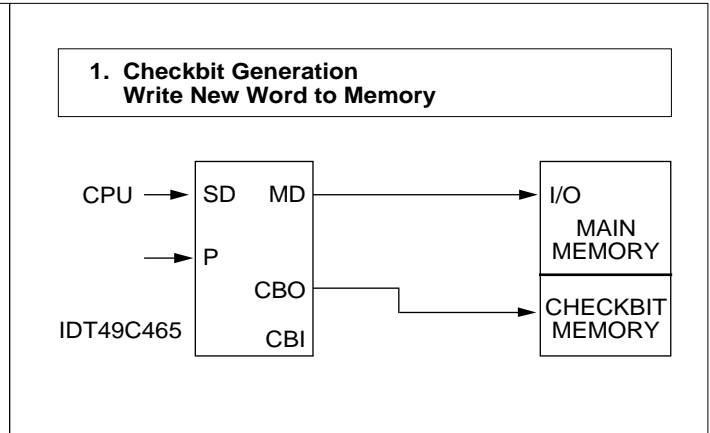 1. Checkbit Generation
Write New Word to Memory
CPU
SD
MD
I/O
MAIN
MEMORY
P
CBO
CHECKBIT
MEMORY
IDT49C465
CBI